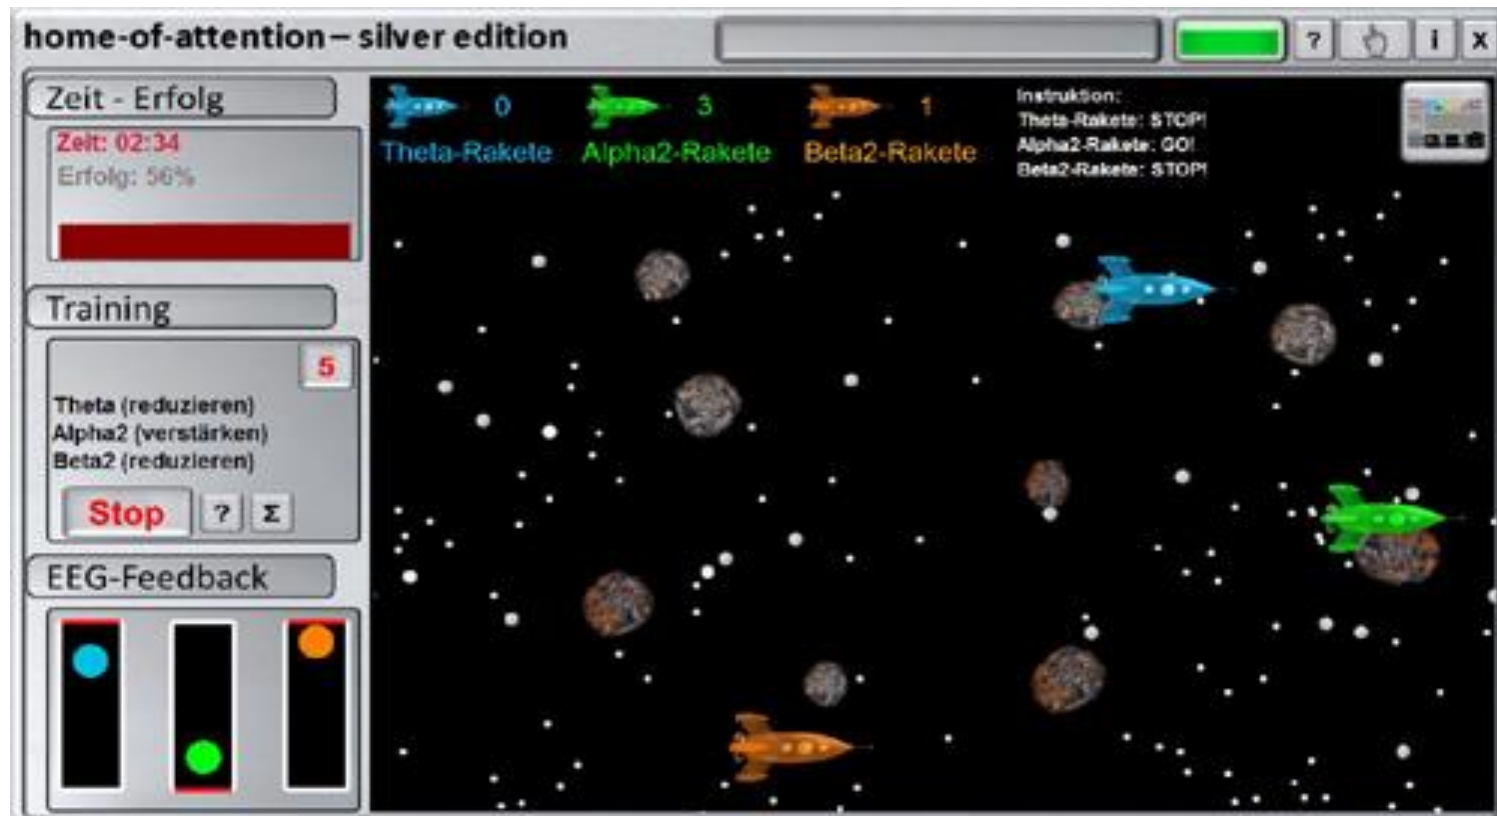 home-of-attention – silver edition
? i X
Zeit - Erfolg
Zeit: 02:34
Erfolg: 56%
Training
5
Theta (reduzieren)
Alpha2 (verstärken)
Beta2 (reduzieren)
Stop ? Σ
EEG-Feedback
0 3 1
Theta-Rakete Alpha2-Rakete Beta2-Rakete
Instruktion:
Theta-Rakete: STOP!
Alpha2-Rakete: GO!
Beta2-Rakete: STOP!